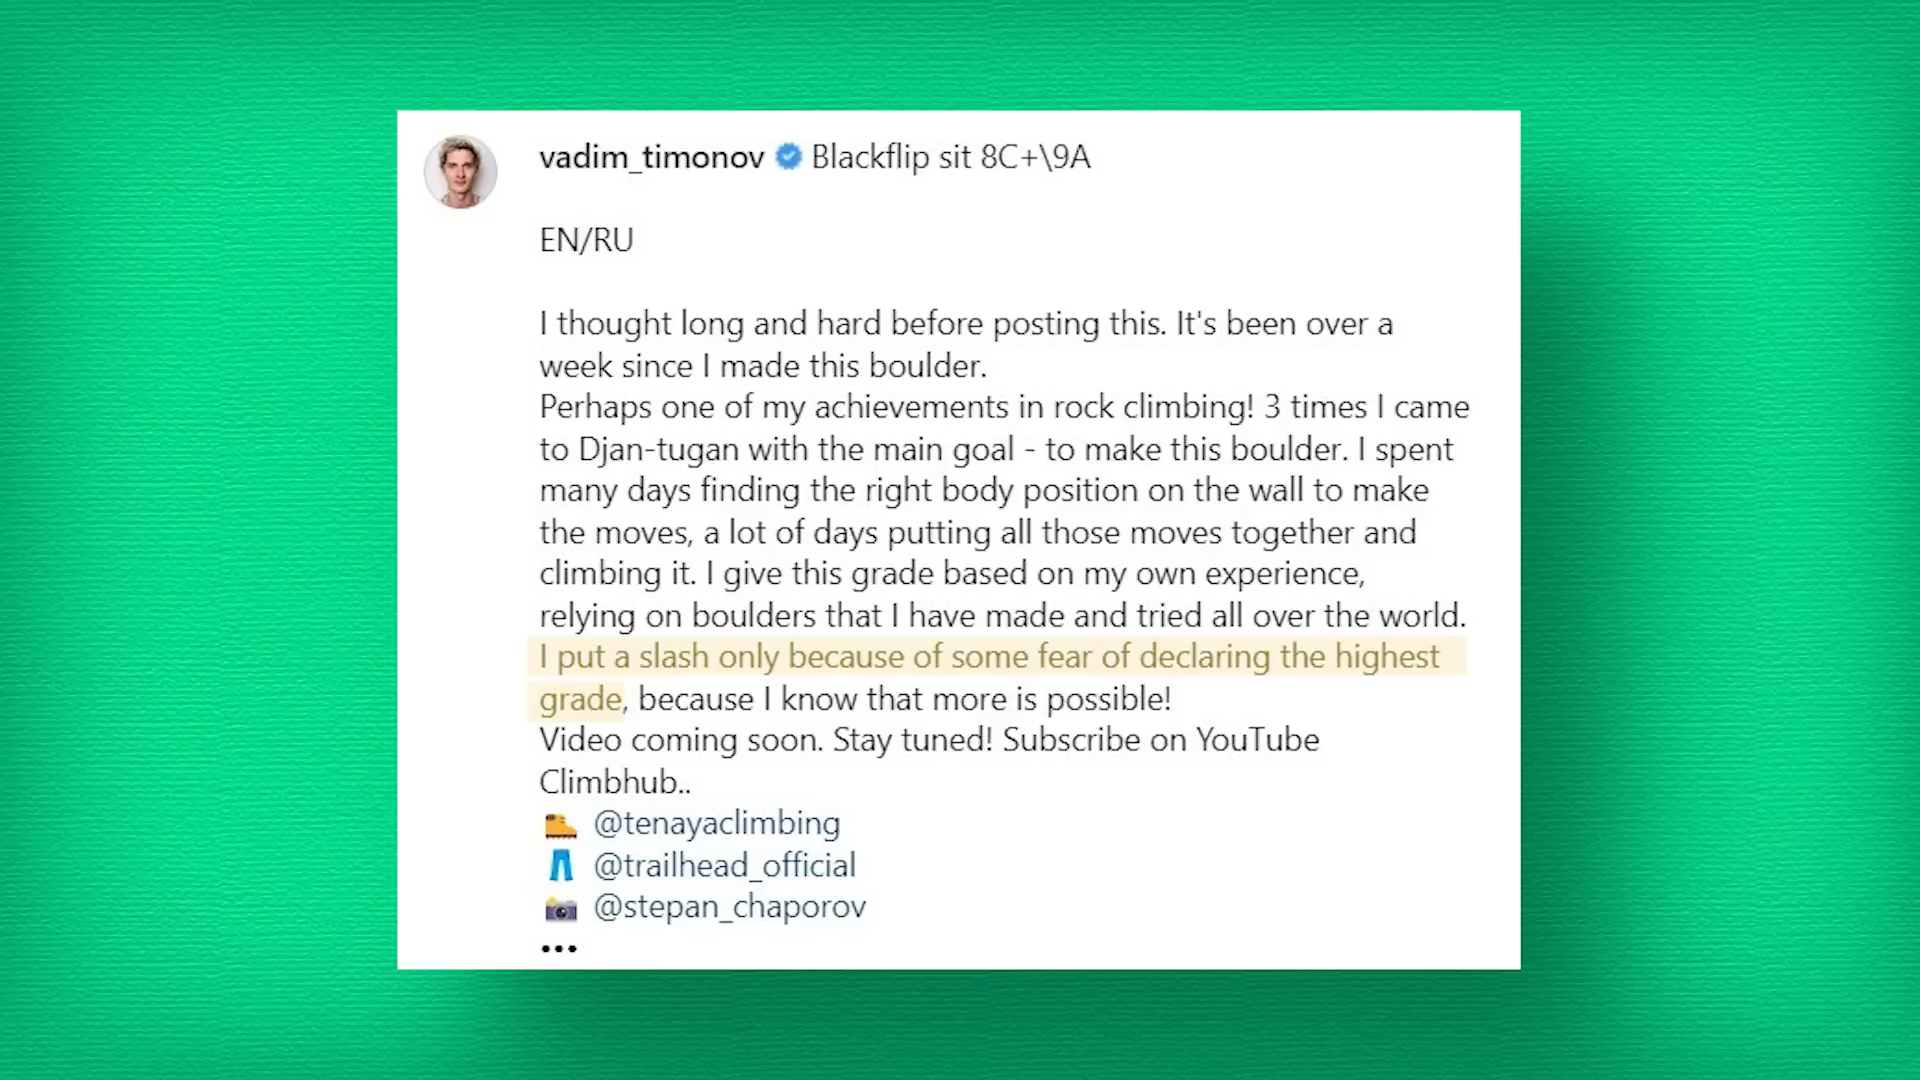 vadim_timonov Blackflip sit 8C+\9A
EN/RU
I thought long and hard before posting this. It's been over a
week since I made this boulder.
Perhaps one of my achievements in rock climbing! 3 times I came
to Djan-tugan with the main goal - to make this boulder. I spent
many days finding the right body position on the wall to make
the moves, a lot of days putting all those moves together and
climbing it. I give this grade based on my own experience,
relying on boulders that I have made and tried all over the world.
I put a slash only because of some fear of declaring the highest
grade, because I know that more is possible!
Video coming soon. Stay tuned! Subscribe on YouTube
Climbhub..
@tenayaclimbing
@trailhead_official
@stepan_chaporov
•••